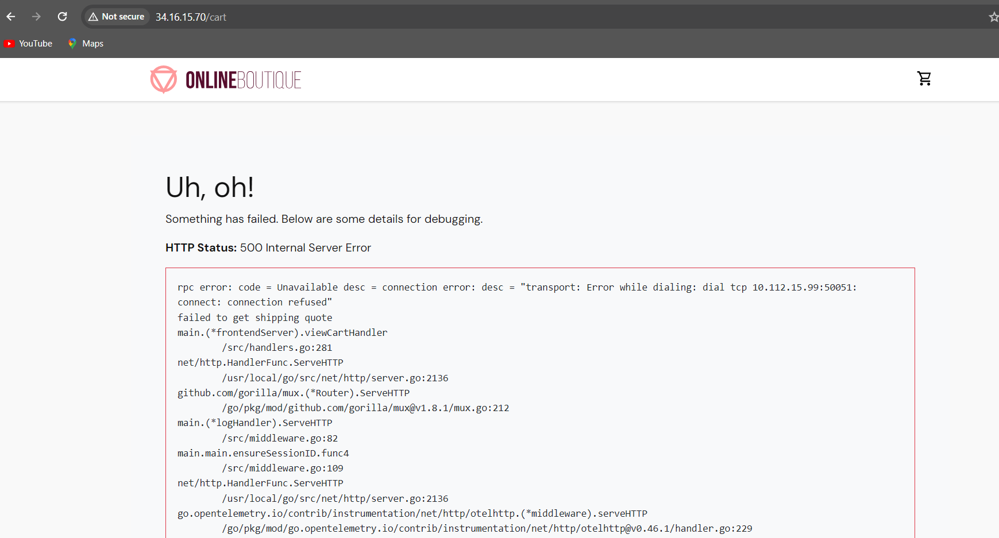 Not secure 34.16.15.70/cart
YouTube Maps
ONLINEBOUTIQUE
Uh, oh!
Something has failed. Below are some details for debugging.
HTTP Status: 500 Internal Server Error
rpc error: code = Unavailable desc = connection error: desc = "transport: Error while dialing: dial tcp 10.112.15.99:50051:
connect: connection refused"
failed to get shipping quote
main.(*frontendServer).viewCartHandler
        /src/handlers.go:281
net/http.HandlerFunc.ServeHTTP
        /usr/local/go/src/net/http/server.go:2136
github.com/gorilla/mux.(*Router).ServeHTTP
        /go/pkg/mod/github.com/gorilla/mux@v1.8.1/mux.go:212
main.(*logHandler).ServeHTTP
        /src/middleware.go:82
main.main.ensureSessionID.func4
        /src/middleware.go:109
net/http.HandlerFunc.ServeHTTP
        /usr/local/go/src/net/http/server.go:2136
go.opentelemetry.io/contrib/instrumentation/net/http/otelhttp.(*middleware).serveHTTP
        /go/pkg/mod/go.opentelemetry.io/contrib/instrumentation/net/http/otelhttp@v0.46.1/handler.go:229